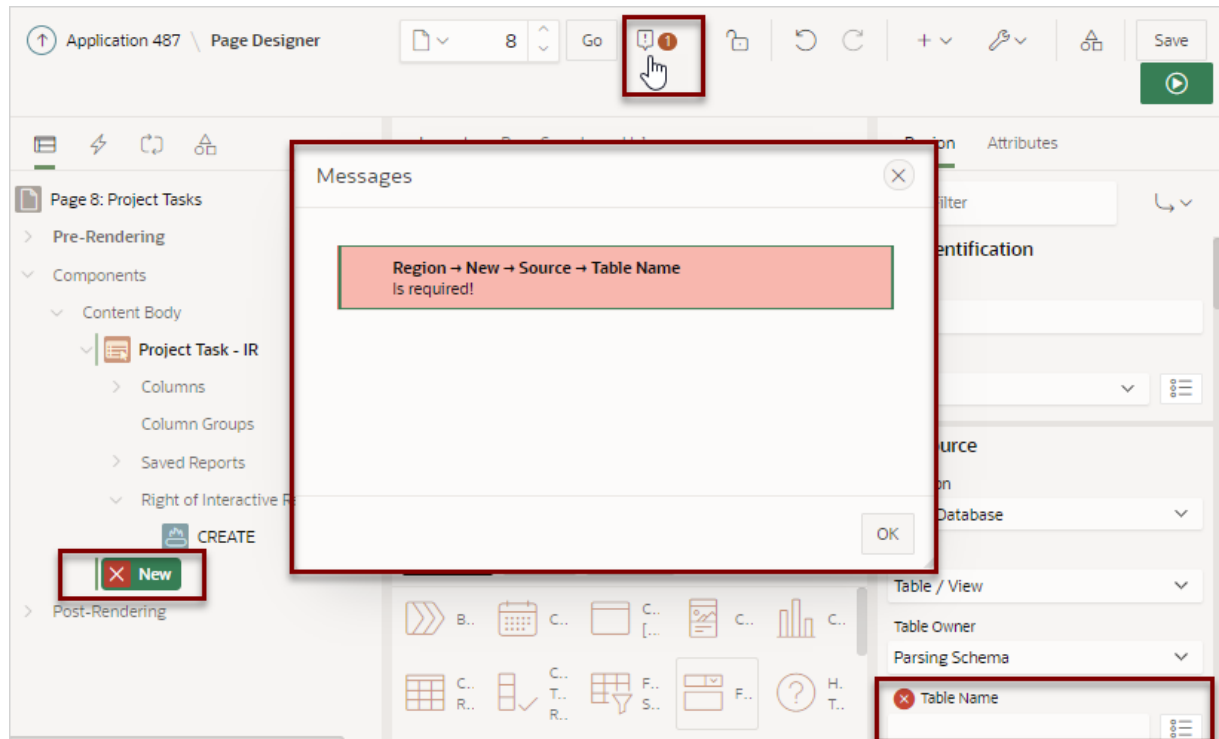 Application 487 \ Page Designer
8
Go
1
Save
Region
Attributes
Messages
Page 8: Project Tasks
Pre-Rendering
Components
Content Body
Project Task - IR
Columns
Column Groups
Saved Reports
Right of Interactive
CREATE
New
Post-Rendering
Region → New → Source → Table Name
Is required!
OK
B..
C..
C..
[...
C..
C..
C..
R..
C..
T..
R..
F..
S..
F..
H.
T..
ilter
entification
urce
on
Database
Table / View
Table Owner
Parsing Schema
Table Name